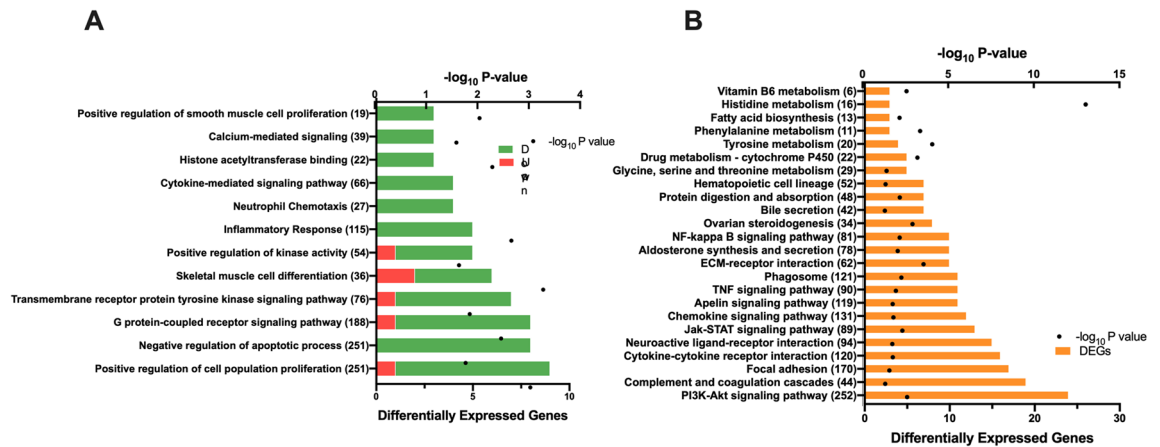 A
-log10 P-value
0 1 2 3 4
Positive regulation of smooth muscle cell proliferation (19)
Calcium-mediated signaling (39)
Histone acetyltransferase binding (22)
Cytokine-mediated signaling pathway (66)
Neutrophil Chemotaxis (27)
Inflammatory Response (115)
Positive regulation of kinase activity (54)
Skeletal muscle cell differentiation (36)
Transmembrane receptor protein tyrosine kinase signaling pathway (76)
G protein-coupled receptor signaling pathway (188)
Negative regulation of apoptotic process (251)
Positive regulation of cell population proliferation (251)
-log10 P value
0 5 10
Differentially Expressed Genes
B
-log10 P-value
0 5 10 15
Vitamin B6 metabolism (6)
Histidine metabolism (16)
Fatty acid biosynthesis (13)
Phenylalanine metabolism (11)
Tyrosine metabolism (20)
Drug metabolism - cytochrome P450 (22)
Glycine, serine and threonine metabolism (29)
Hematopoietic cell lineage (52)
Protein digestion and absorption (48)
Bile secretion (42)
Ovarian steroidogenesis (34)
NF-kappa B signaling pathway (81)
Aldosterone synthesis and secretion (78)
ECM-receptor interaction (62)
Phagosome (121)
TNF signaling pathway (90)
Apelin signaling pathway (119)
Chemokine signaling pathway (131)
Jak-STAT signaling pathway (89)
Neuroactive ligand-receptor interaction (94)
Cytokine-cytokine receptor interaction (120)
Focal adhesion (170)
Complement and coagulation cascades (44)
PI3K-Akt signaling pathway (252)
-log10 P value
DEGs
0 10 20 30
Differentially Expressed Genes